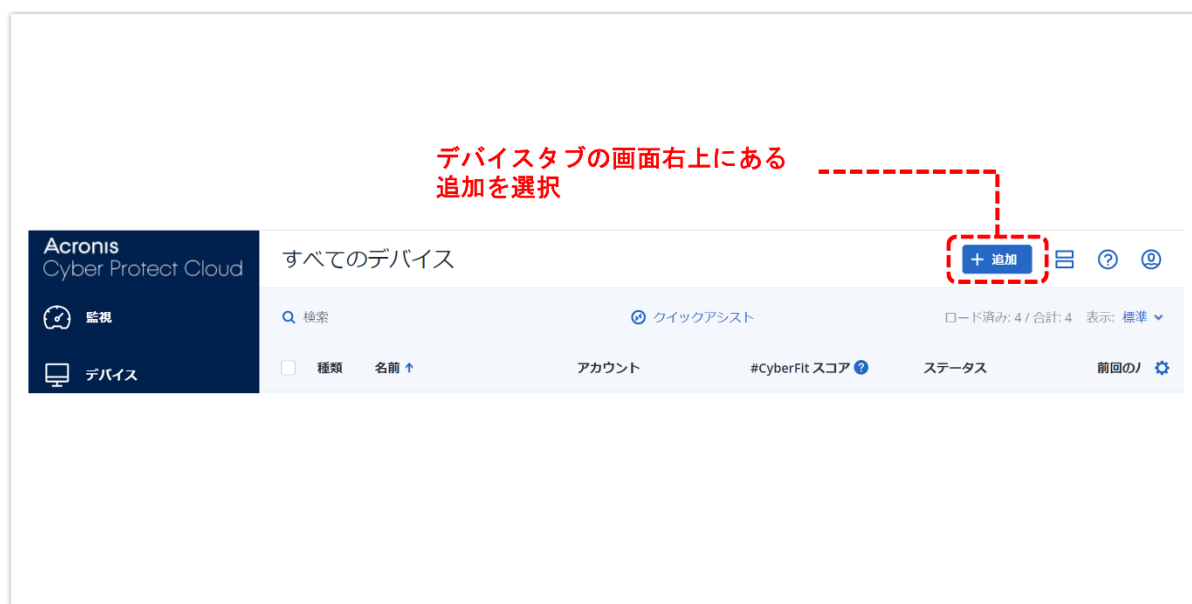 デバイスタブの画面右上にある
追加を選択
Acronis
Cyber Protect Cloud
すべてのデバイス
+ 追加
監視
検索
クイックアシスト
ロード済み: 4 / 合計: 4 表示: 標準
デバイス
種類 名前 ↑ アカウント #CyberFit スコア ? ステータス 前回のバ